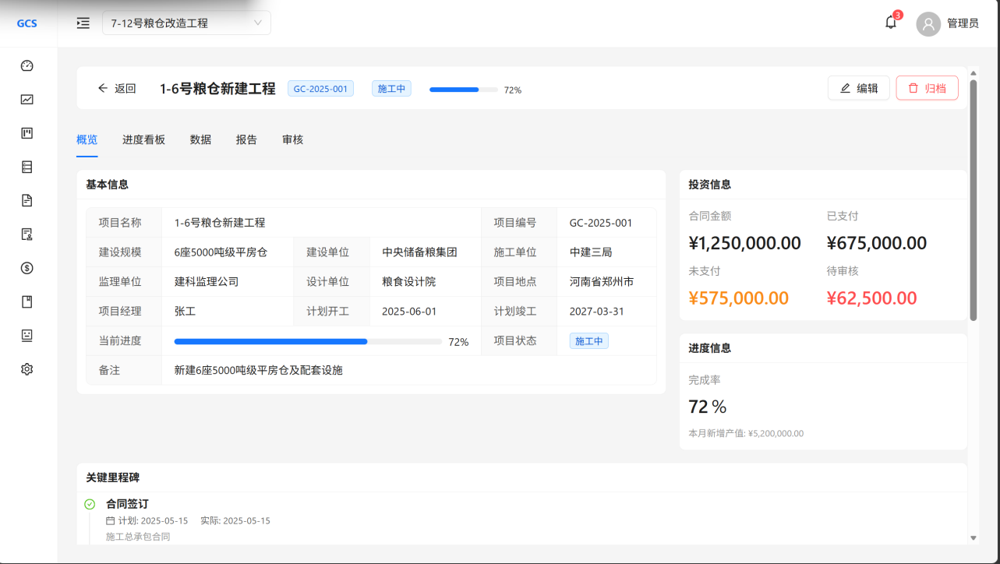 GCS
7-12号粮仓改造工程
3
管理员
返回
1-6号粮仓新建工程
GC-2025-001
施工中
72%
编辑
归档
概览
进度看板
数据
报告
审核
基本信息
项目名称 1-6号粮仓新建工程 项目编号 GC-2025-001
建设规模 6座5000吨级平房仓 建设单位 中央储备粮集团 施工单位 中建三局
监理单位 建科监理公司 设计单位 粮食设计院 项目地点 河南省郑州市
项目经理 张工 计划开工 2025-06-01 计划竣工 2027-03-31
当前进度 72% 项目状态 施工中
备注 新建6座5000吨级平房仓及配套设施
投资信息
合同金额 已支付
¥1,250,000.00 ¥675,000.00
未支付 待审核
¥575,000.00 ¥62,500.00
进度信息
完成率
72 %
本月新增产值: ¥5,200,000.00
关键里程碑
合同签订
计划: 2025-05-15 实际: 2025-05-15
施工总承包合同